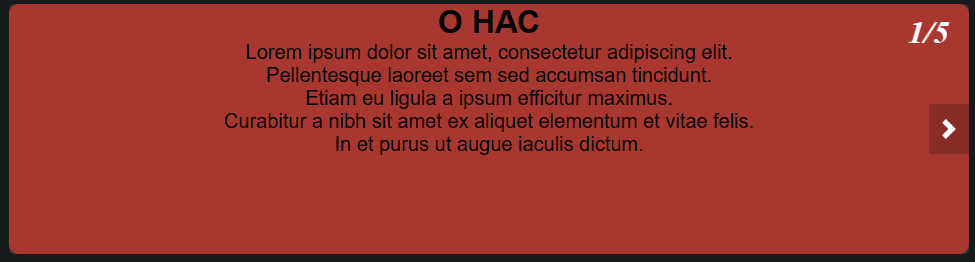 O HAC
1/5
Lorem ipsum dolor sit amet, consectetur adipiscing elit.
Pellentesque laoreet sem sed accumsan tincidunt.
Etiam eu ligula a ipsum efficitur maximus.
Curabitur a nibh sit amet ex aliquet elementum et vitae felis.
In et purus ut augue iaculis dictum.